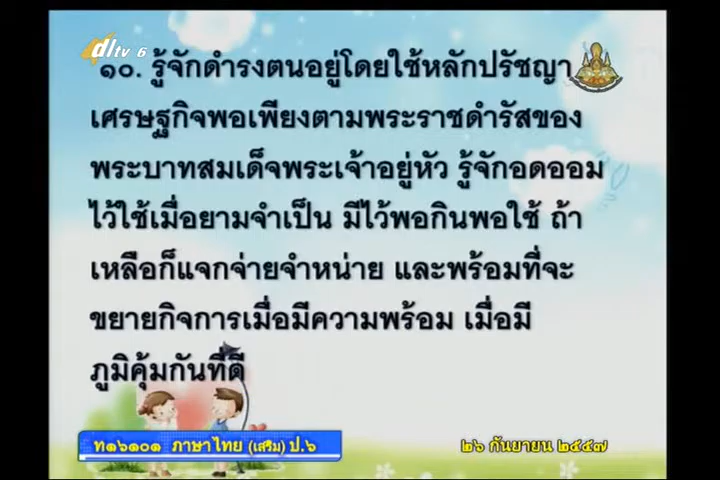 dltv 6
๑๐. รู้จักดำรงตนอยู่โดยใช้หลักปรัชญา
เศรษฐกิจพอเพียงตามพระราชดำรัสของ
พระบาทสมเด็จพระเจ้าอยู่หัว รู้จักอดออม
ไว้ใช้เมื่อยามจำเป็น มีไว้พอกินพอใช้ ถ้า
เหลือก็แจกจ่ายจำหน่าย และพร้อมที่จะ
ขยายกิจการเมื่อมีความพร้อม เมื่อมี
ภูมิคุ้มกันที่ดี
ท๑๖๑๐๑ ภาษาไทย (เสริม) ป.๖
๒๖ กันยายน ๒๕๕๗